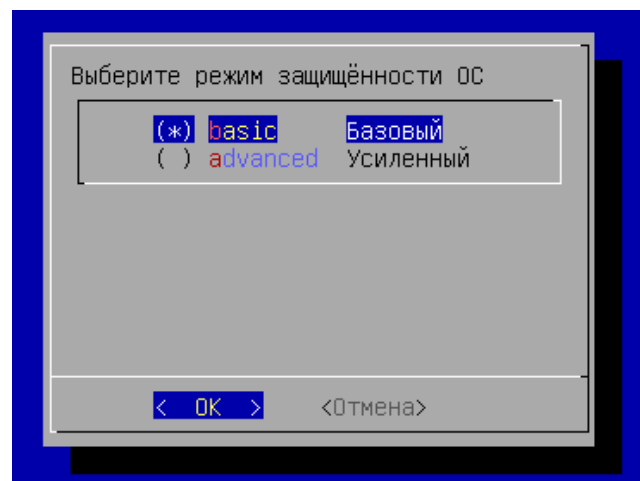 Выберите режим защищённости ОС
(*) basic Базовый
( ) advanced Усиленный
< OK > <Отмена>